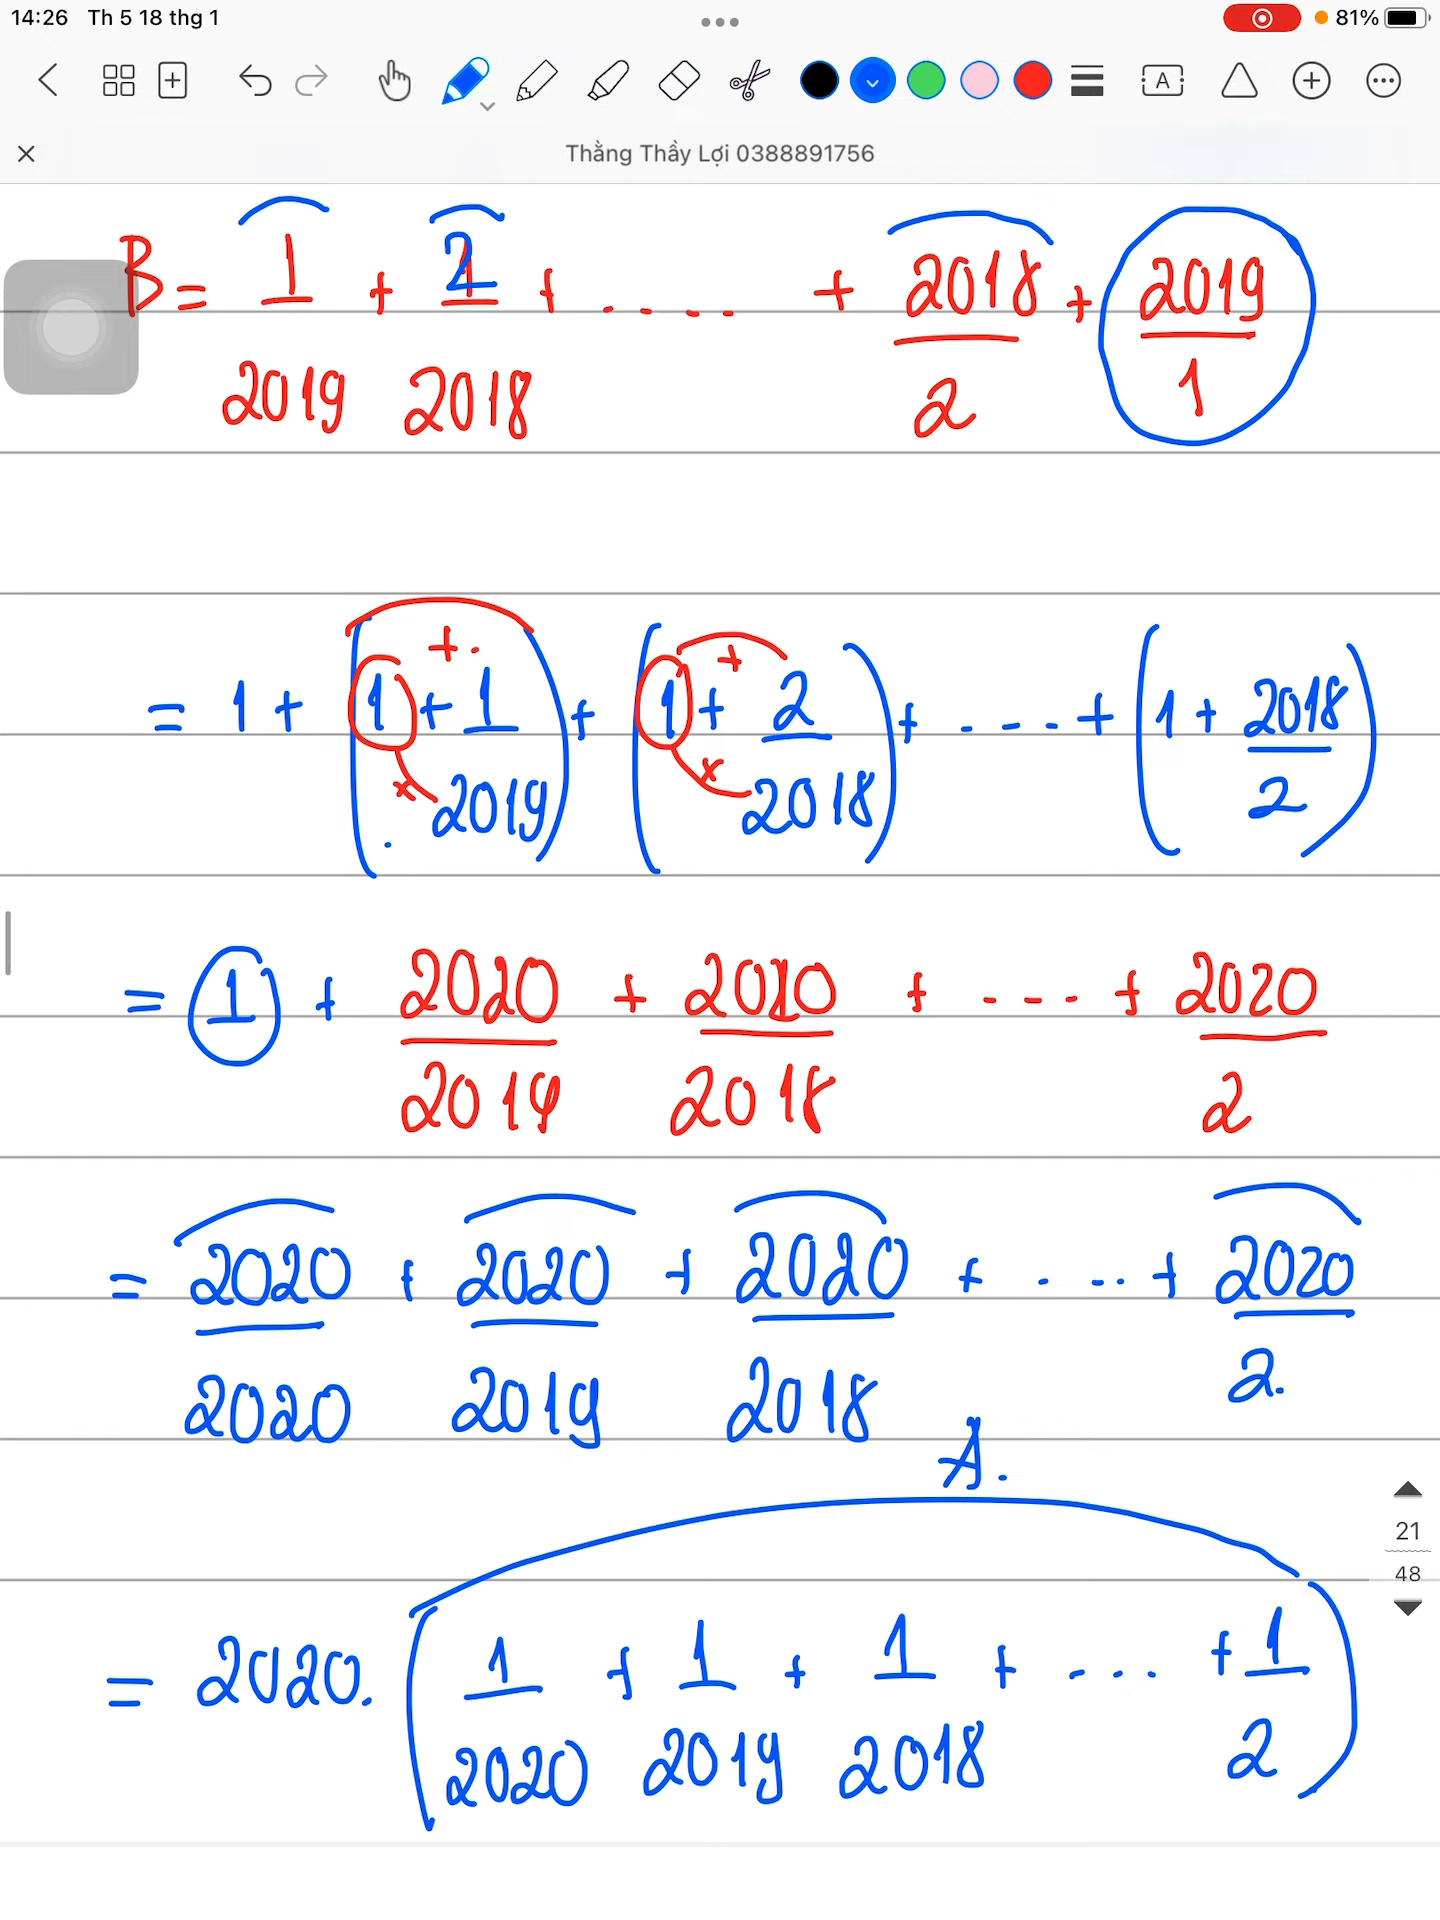 14:26 Th 5 18 thg 1 81%
A
Thằng Thầy Lợi 0388891756
B = 1/2019 + 2/2018 + ..... + 2018/2 + 2019/1
= 1 + (1 + 1/2019) + (1 + 2/2018) + .... + (1 + 2018/2)
= 1 + 2020/2019 + 2020/2018 + .... + 2020/2
= 2020/2020 + 2020/2019 + 2020/2018 + .... + 2020/2.
A.
21
48
= 2020. (1/2020 + 1/2019 + 1/2018 + .... + 1/2)